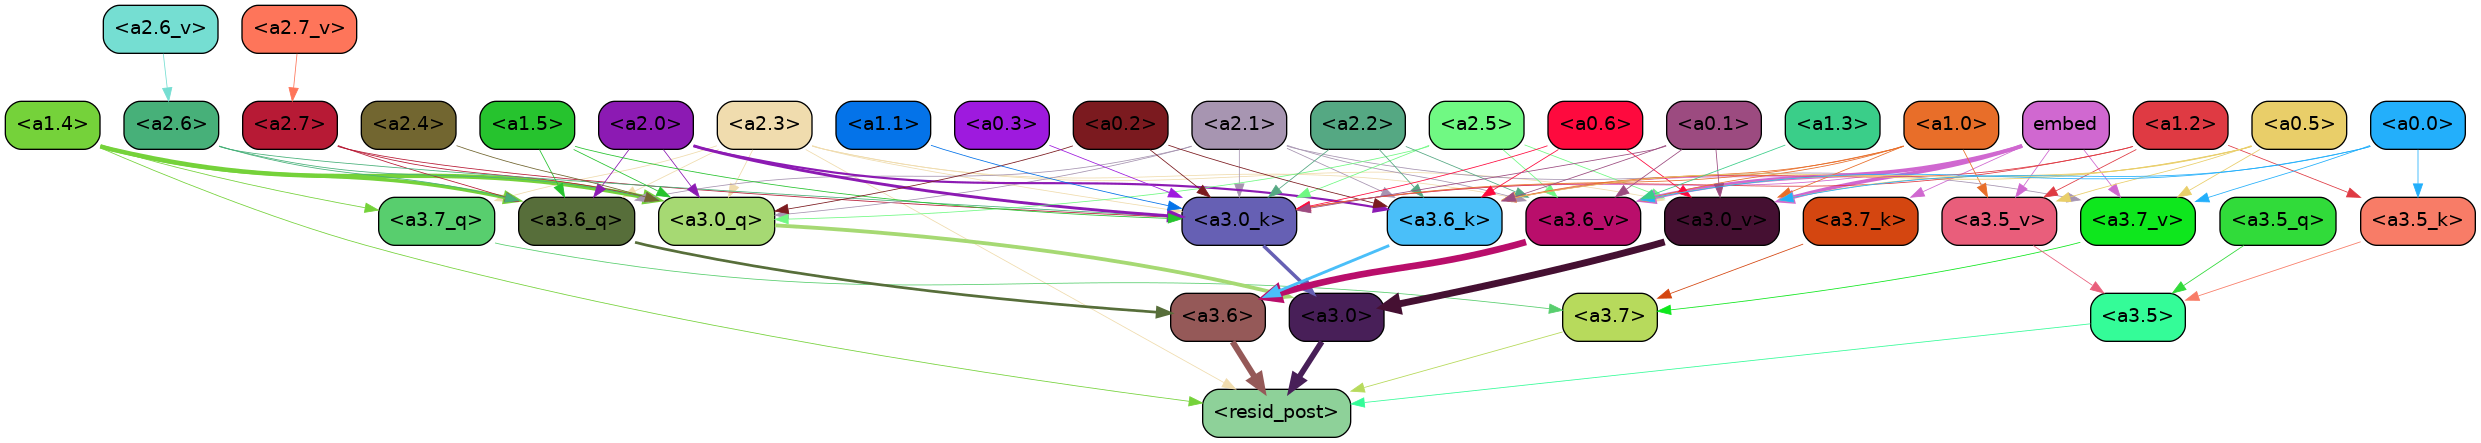 <a2.6_v> <a2.7_v>
<a1.4> <a2.6> <a2.7> <a2.4> <a1.5> <a2.0> <a2.3> <a1.1> <a0.3> <a0.2> <a2.1> <a2.2> <a2.5> <a0.6> <a0.1> <a1.3> <a1.0> embed <a1.2> <a0.5> <a0.0>
<a3.7_q> <a3.6_q> <a3.0_q> <a3.0_k> <a3.6_k> <a3.6_v> <a3.0_v> <a3.7_k> <a3.5_v> <a3.7_v> <a3.5_q> <a3.5_k>
<a3.6> <a3.0> <a3.7> <a3.5>
<resid_post>